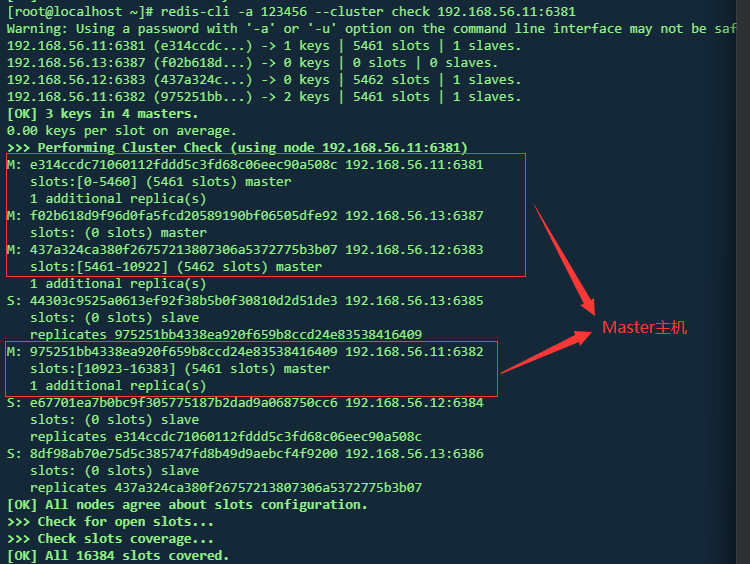 [root@localhost ~]# redis-cli -a 123456 --cluster check 192.168.56.11:6381
Warning: Using a password with '-a' or '-u' option on the command line interface may not be saf
192.168.56.11:6381 (e314ccdc...) -> 1 keys | 5461 slots | 1 slaves.
192.168.56.13:6387 (f02b618d...) -> 0 keys | 0 slots | 0 slaves.
192.168.56.12:6383 (437a324c...) -> 0 keys | 5462 slots | 1 slaves.
192.168.56.11:6382 (975251bb...) -> 2 keys | 5461 slots | 1 slaves.
[OK] 3 keys in 4 masters.
0.00 keys per slot on average.
>>> Performing Cluster Check (using node 192.168.56.11:6381)
M: e314ccdc71060112fddd5c3fd68c06eec90a508c 192.168.56.11:6381
slots:[0-5460] (5461 slots) master
1 additional replica(s)
M: f02b618d9f96d0fa5fcd20589190bf06505dfe92 192.168.56.13:6387
slots: (0 slots) master
M: 437a324ca380f26757213807306a5372775b3b07 192.168.56.12:6383
slots:[5461-10922] (5462 slots) master
1 additional replica(s)
S: 44303c9525a0613ef92f38b5b0f30810d2d51de3 192.168.56.13:6385
slots: (0 slots) slave
replicates 975251bb4338ea920f659b8ccd24e83538416409
Master主机
M: 975251bb4338ea920f659b8ccd24e83538416409 192.168.56.11:6382
slots:[10923-16383] (5461 slots) master
1 additional replica(s)
S: e67701ea7b0bc9f305775187b2dad9a068750cc6 192.168.56.12:6384
slots: (0 slots) slave
replicates e314ccdc71060112fddd5c3fd68c06eec90a508c
S: 8df98ab70e75d5c385747fd8b49d9aebcf4f9200 192.168.56.13:6386
slots: (0 slots) slave
replicates 437a324ca380f26757213807306a5372775b3b07
[OK] All nodes agree about slots configuration.
>>> Check for open slots...
>>> Check slots coverage...
[OK] All 16384 slots covered.